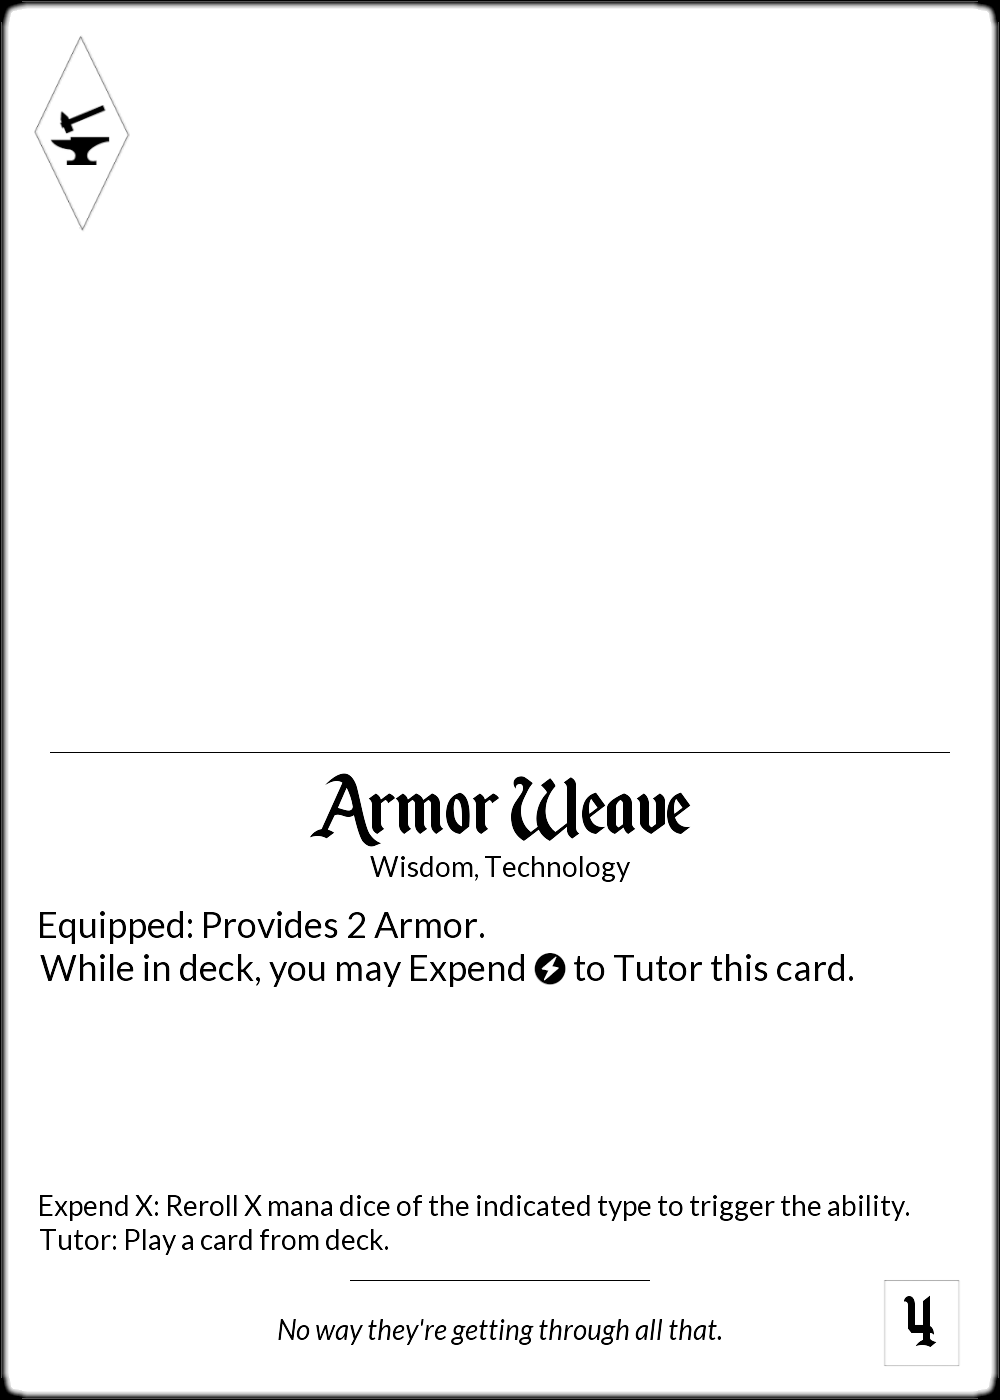 Armor Weave
Wisdom, Technology
Equipped: Provides 2 Armor.
While in deck, you may Expend to Tutor this card.
Expend X: Reroll X mana dice of the indicated type to trigger the ability.
Tutor: Play a card from deck.
No way they're getting through all that.
4